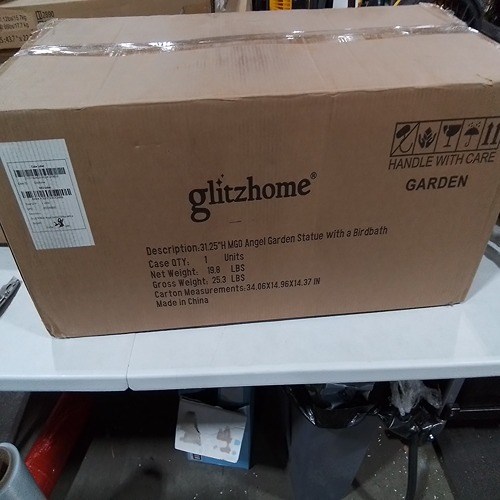 glitzhome®
HANDLE WITH CARE
GARDEN
Description:31.25"H MGO Angel Garden Statue with a Birdbath
Case QTY: 1 Units
Net Weight: 19.8 LBS
Gross Weight: 25.3 LBS
Carton Measurements:34.06X14.96X14.37 IN
Made in China